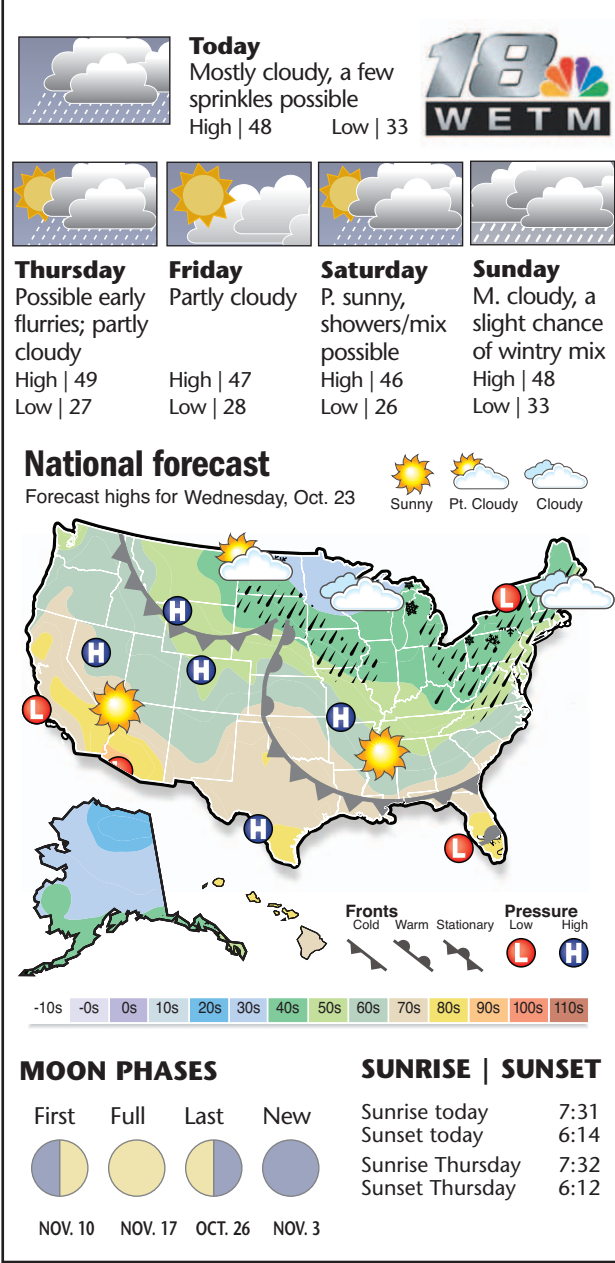 Today
Mostly cloudy, a few
sprinkles possible
High | 48 Low | 33
18
WETM
Thursday
Possible early
flurries; partly
cloudy
High | 49
Low | 27
Friday
Partly cloudy
High | 47
Low | 28
Saturday
P. sunny,
showers/mix
possible
High | 46
Low | 26
Sunday
M. cloudy, a
slight chance
of wintry mix
High | 48
Low | 33
National forecast
Forecast highs for Wednesday, Oct. 23
Sunny Pt. Cloudy Cloudy
H
L
H
H
L
H
L
H
L
Fronts
Cold Warm Stationary
Pressure
Low High
L H
-10s -0s 0s 10s 20s 30s 40s 50s 60s 70s 80s 90s 100s 110s
MOON PHASES
First Full Last New
NOV. 10 NOV. 17 OCT. 26 NOV. 3
SUNRISE | SUNSET
Sunrise today 7:31
Sunset today 6:14
Sunrise Thursday 7:32
Sunset Thursday 6:12